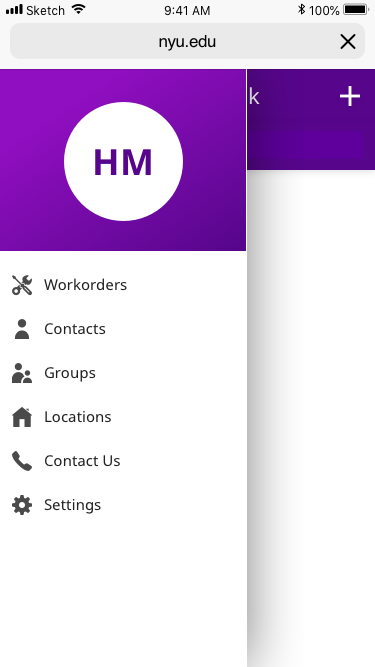 Sketch 9:41 AM 100%
nyu.edu
k
HM
Workorders
Contacts
Groups
Locations
Contact Us
Settings